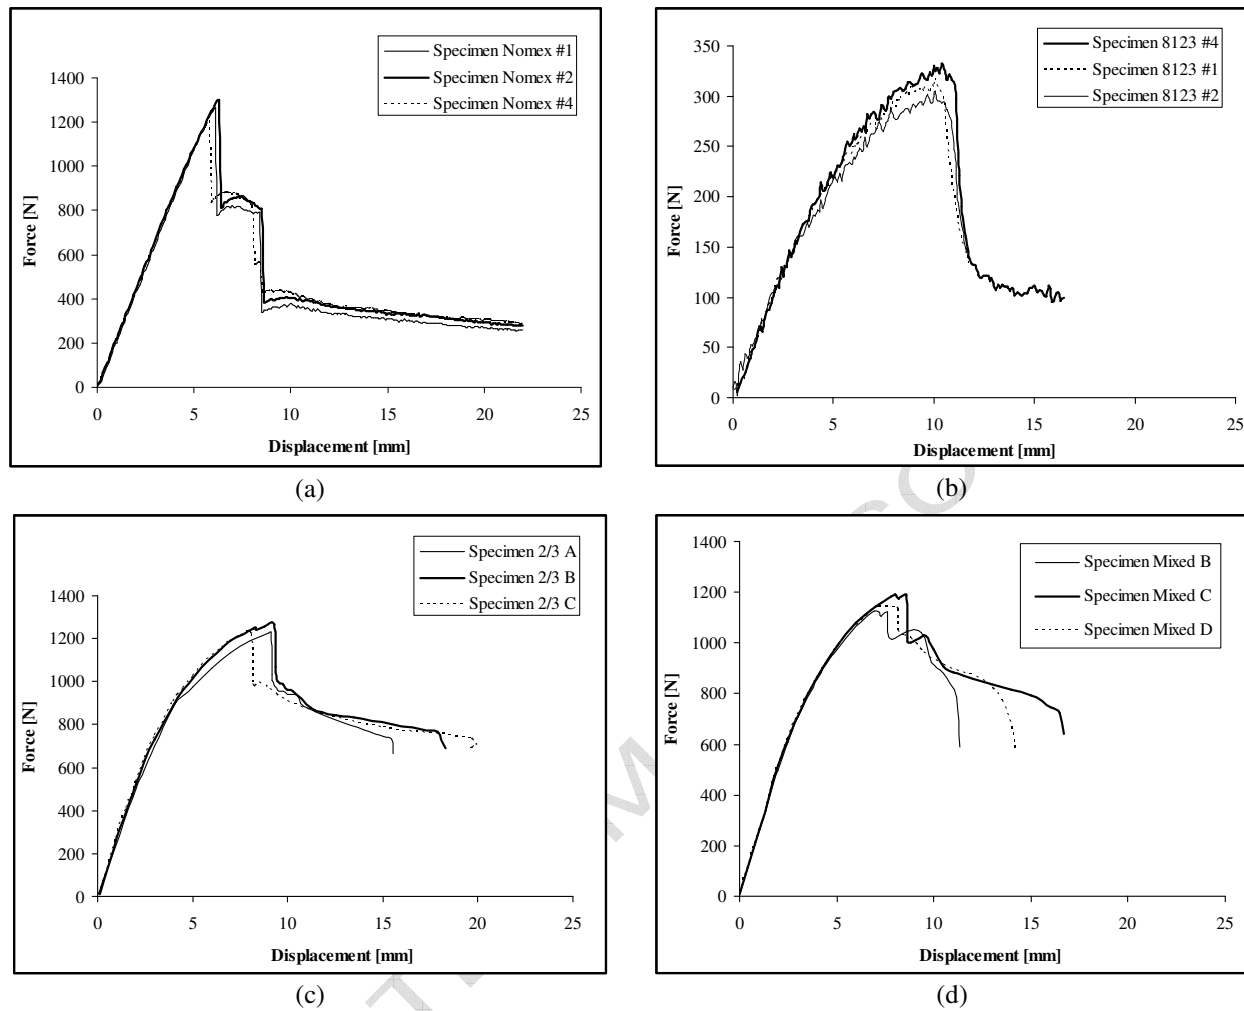 Specimen Nomex #1
Specimen Nomex #2
Specimen Nomex #4
1400
1200
1000
800
600
400
200
0
Force [N]
0 5 10 15 20 25
Displacement [mm]
(a)
Specimen 8123 #4
Specimen 8123 #1
Specimen 8123 #2
350
300
250
200
150
100
50
0
Force [N]
0 5 10 15 20 25
Displacement [mm]
(b)
Specimen 2/3 A
Specimen 2/3 B
Specimen 2/3 C
1600
1400
1200
1000
800
600
400
200
0
Force [N]
0 5 10 15 20 25
Displacement [mm]
(c)
Specimen Mixed B
Specimen Mixed C
Specimen Mixed D
1400
1200
1000
800
600
400
200
0
Force [N]
0 5 10 15 20 25
Displacement [mm]
(d)